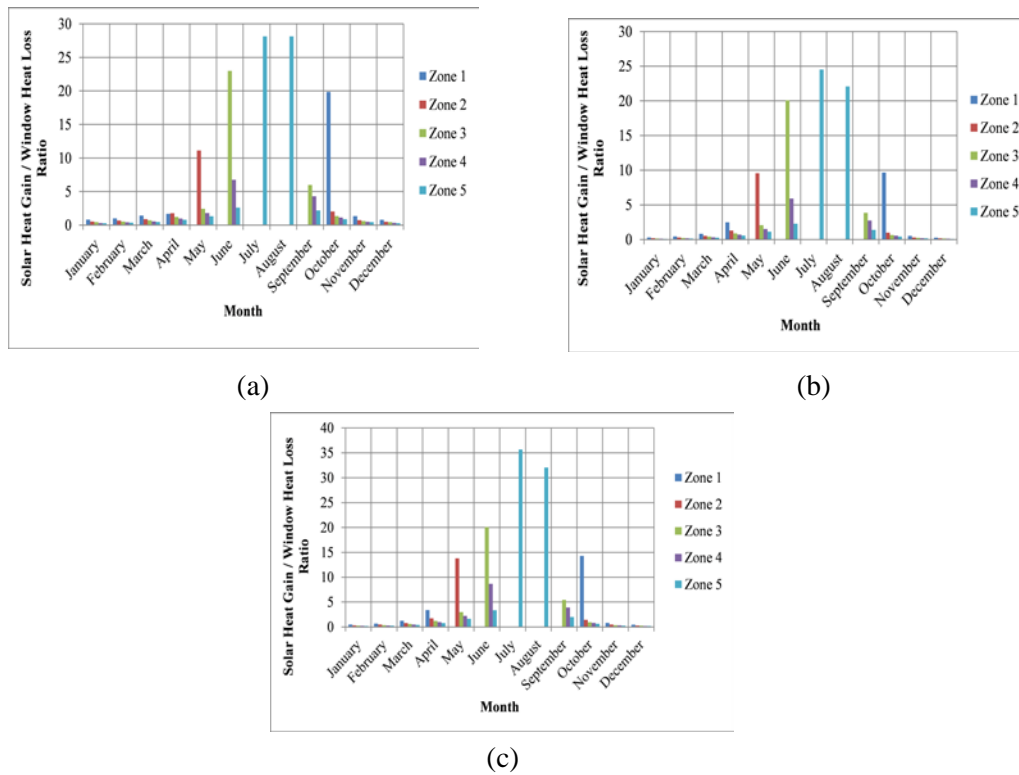 Solar Heat Gain / Window Heat Loss
Ratio
30
25
20
15
10
5
0
January
February
March
April
May
June
July
August
September
October
November
December
Month
Zone 1
Zone 2
Zone 3
Zone 4
Zone 5
(a)
Solar Heat Gain / Window Heat Loss
Ratio
30
25
20
15
10
5
0
January
February
March
April
May
June
July
August
September
October
November
December
Month
Zone 1
Zone 2
Zone 3
Zone 4
Zone 5
(b)
Solar Heat Gain / Window Heat Loss
Ratio
40
35
30
25
20
15
10
5
0
January
February
March
April
May
June
July
August
September
October
November
December
Month
Zone 1
Zone 2
Zone 3
Zone 4
Zone 5
(c)